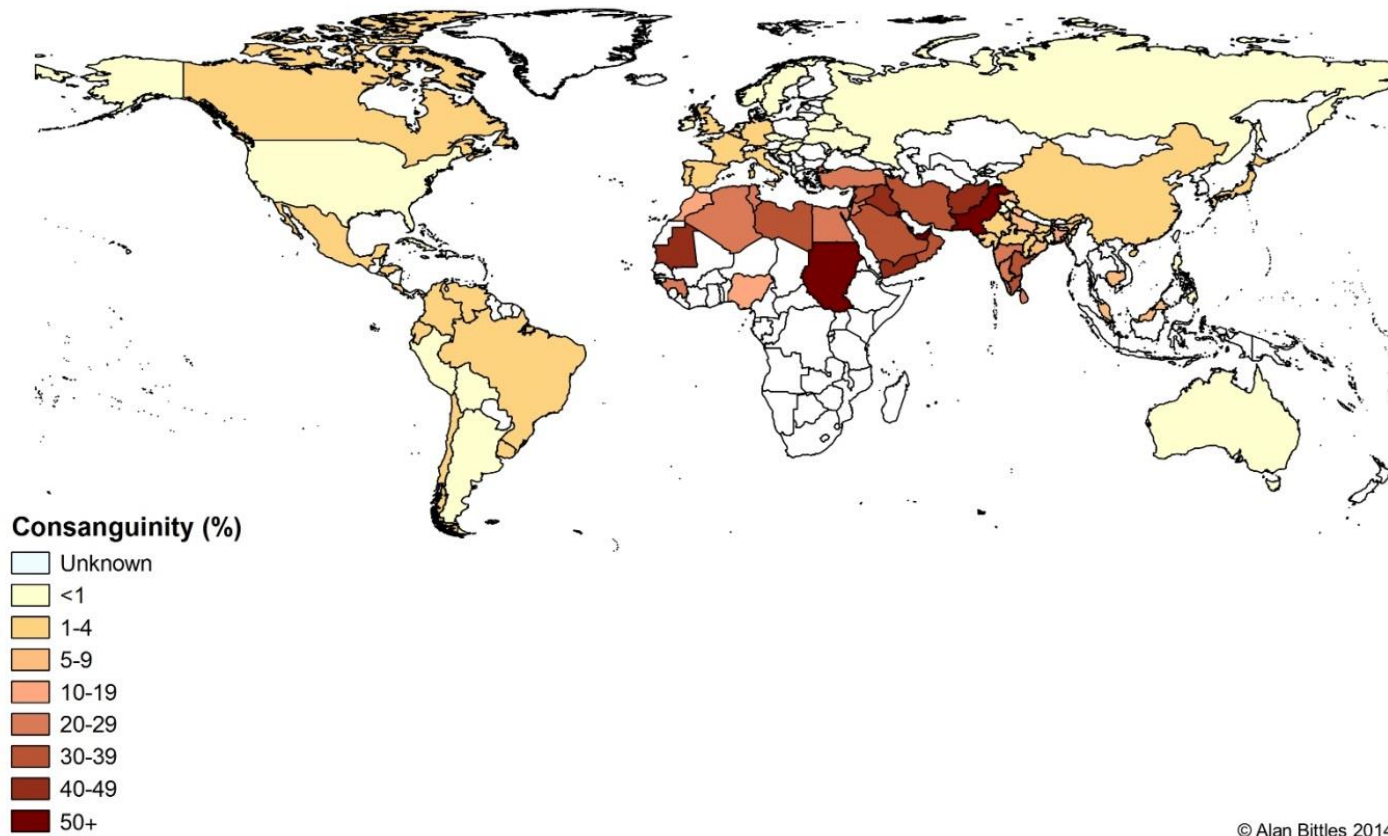 Consanguinity (%)
Unknown
<1
1-4
5-9
10-19
20-29
30-39
40-49
50+
© Alan Bittles 2014